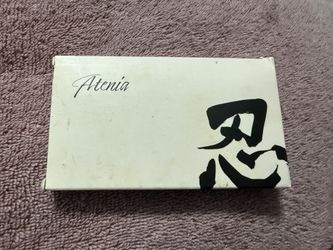 Atenia
忍